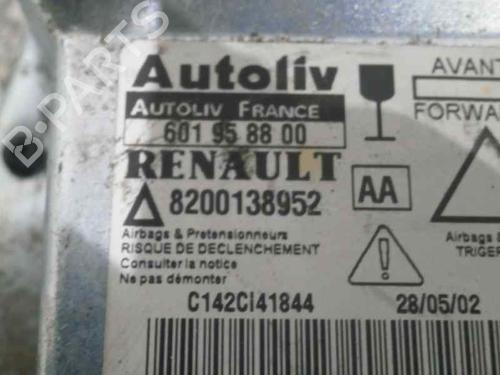 Autoliv
AVANT
AUTOLIV FRANCE
601 95 88 00
FORWAR
RENAULT
8200138952
AA
Airbags & Pretensionneurs
RISQUE DE DECLENCHEMENT
Consulter la notice
Ne pas démonter
Airbags &
TRIGER
C142CI41844
28/05/02
B-PARTS